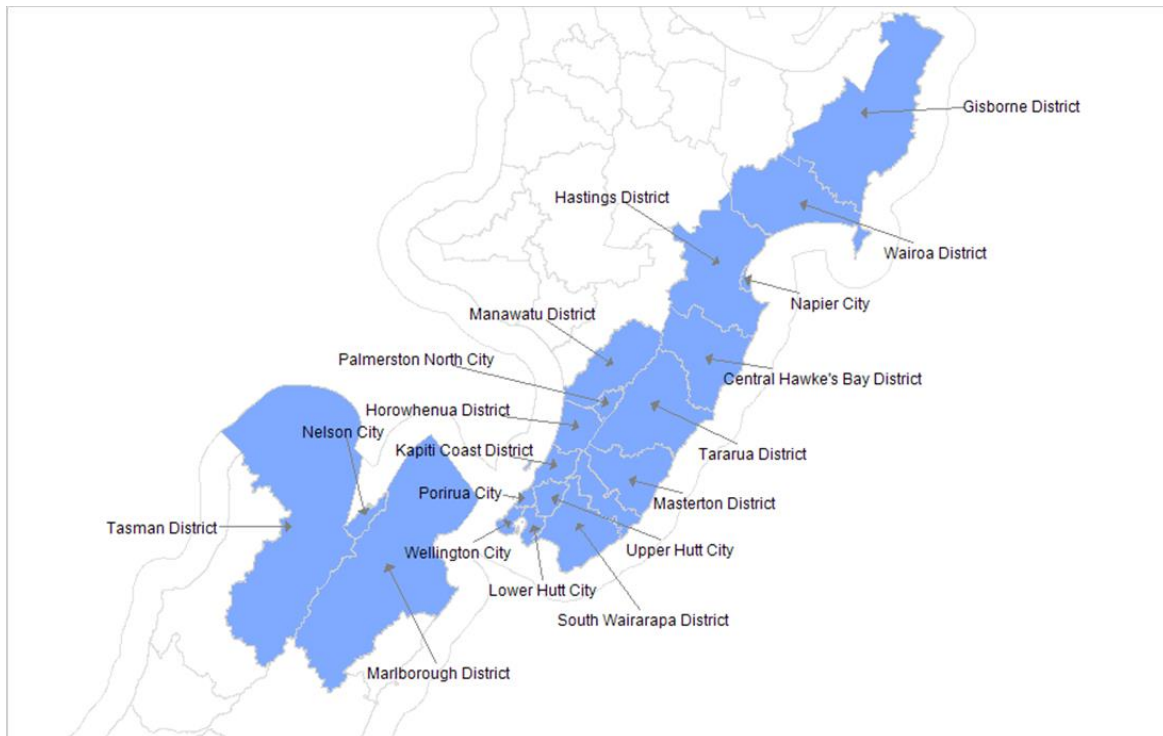 Gisborne District
Hastings District
Wairoa District
Napier City
Manawatu District
Palmerston North City
Central Hawke's Bay District
Horowhenua District
Nelson City
Kapiti Coast District
Tararua District
Porirua City
Masterton District
Tasman District
Wellington City
Upper Hutt City
Lower Hutt City
South Wairarapa District
Marlborough District